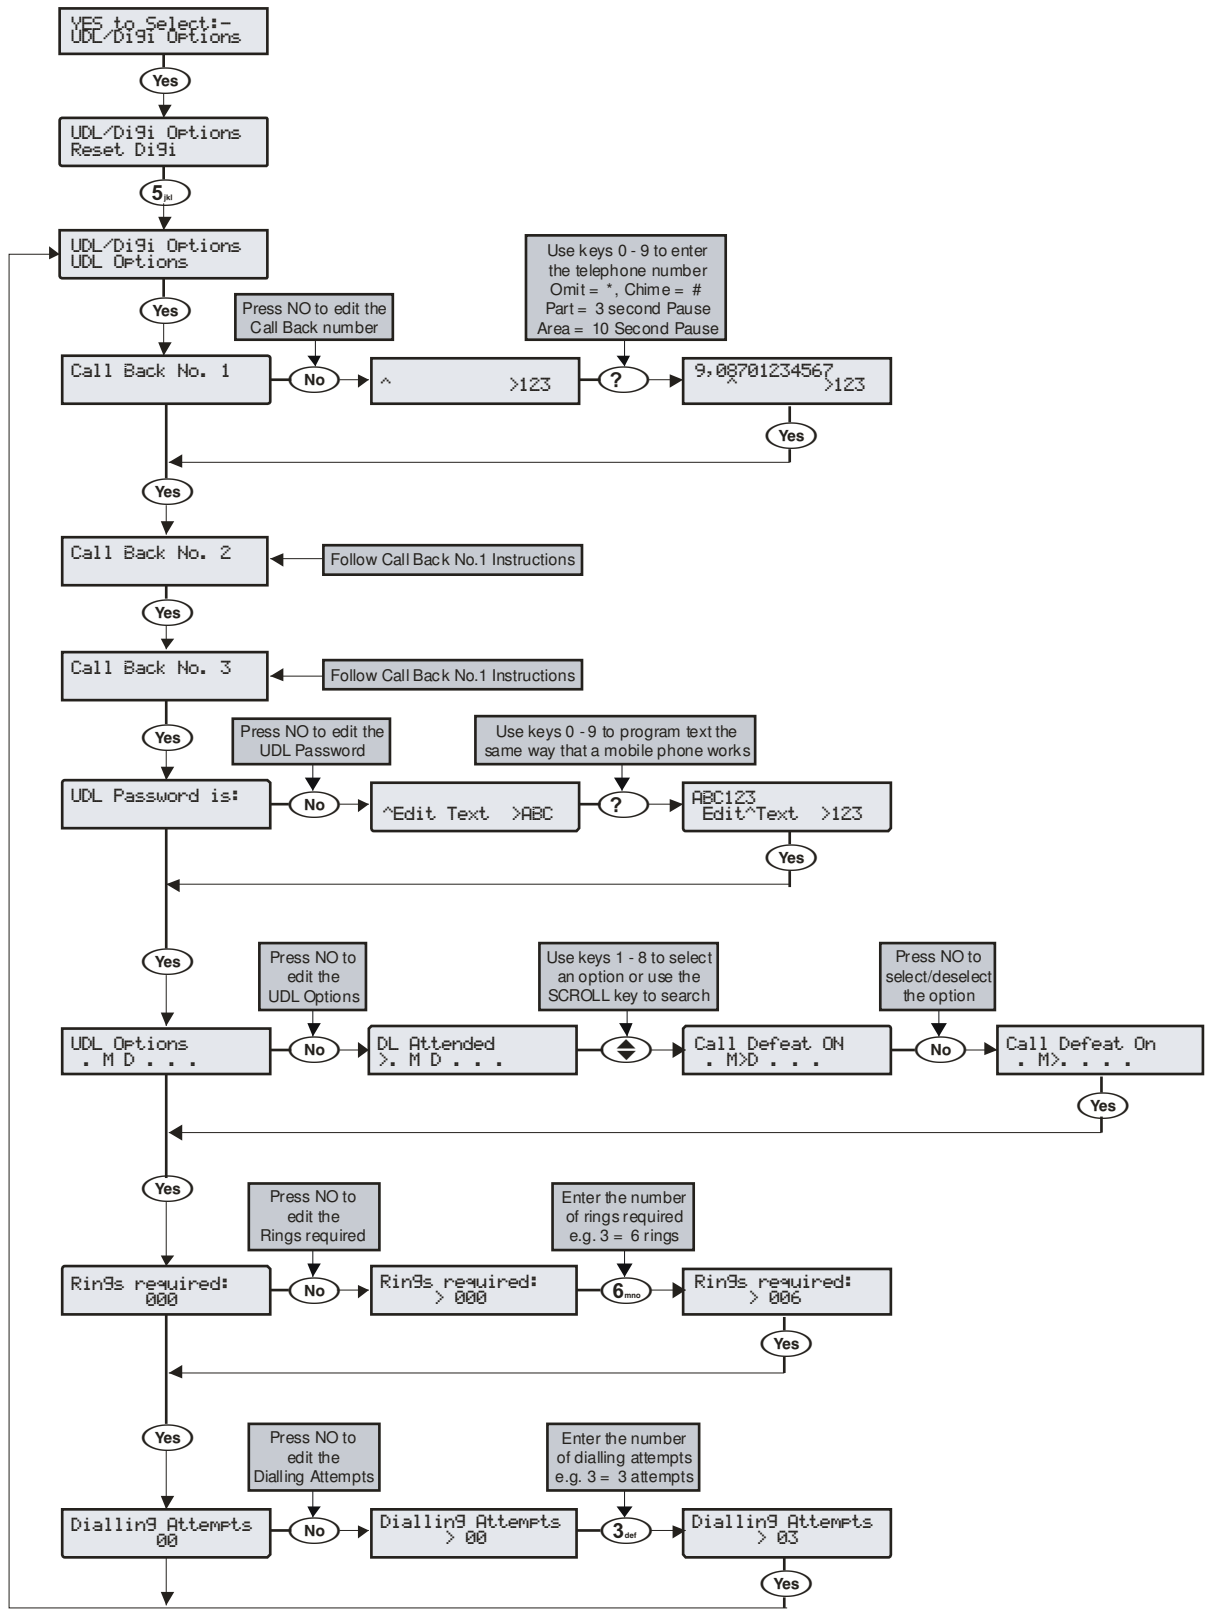 YES to Select:-
UDL/Digi Options
Yes
UDL/Digi Options
Reset Digi
5jkl
UDL/Digi Options
UDL Options
Yes
Press NO to edit the
Call Back number
Use keys 0 - 9 to enter
the telephone number
Omit = *, Chime = #
Part = 3 second Pause
Area = 10 Second Pause
Call Back No. 1
No
^ >123
?
9,08701234567
^ >123
Yes
Yes
Call Back No. 2
Follow Call Back No.1 Instructions
Yes
Call Back No. 3
Follow Call Back No.1 Instructions
Yes
Press NO to edit the
UDL Password
Use keys 0 - 9 to program text the
same way that a mobile phone works
UDL Password is:
No
^Edit Text >ABC
?
ABC123
Edit^Text >123
Yes
Yes
Press NO to
edit the
UDL Options
Use keys 1 - 8 to select
an option or use the
SCROLL key to search
Press NO to
select/deselect
the option
UDL Options
. M D . . .
No
DL Attended
>. M D . . .
Call Defeat ON
. M>D . . .
No
Call Defeat On
. M>. . . .
Yes
Yes
Press NO to
edit the
Rings required
Enter the number
of rings required
e.g. 3 = 6 rings
Rings required:
000
No
Rings required:
> 000
6mno
Rings required:
> 006
Yes
Yes
Press NO to
edit the
Dialling Attempts
Enter the number
of dialling attempts
e.g. 3 = 3 attempts
Dialling Attempts
00
No
Dialling Attempts
> 00
3def
Dialling Attempts
> 03
Yes